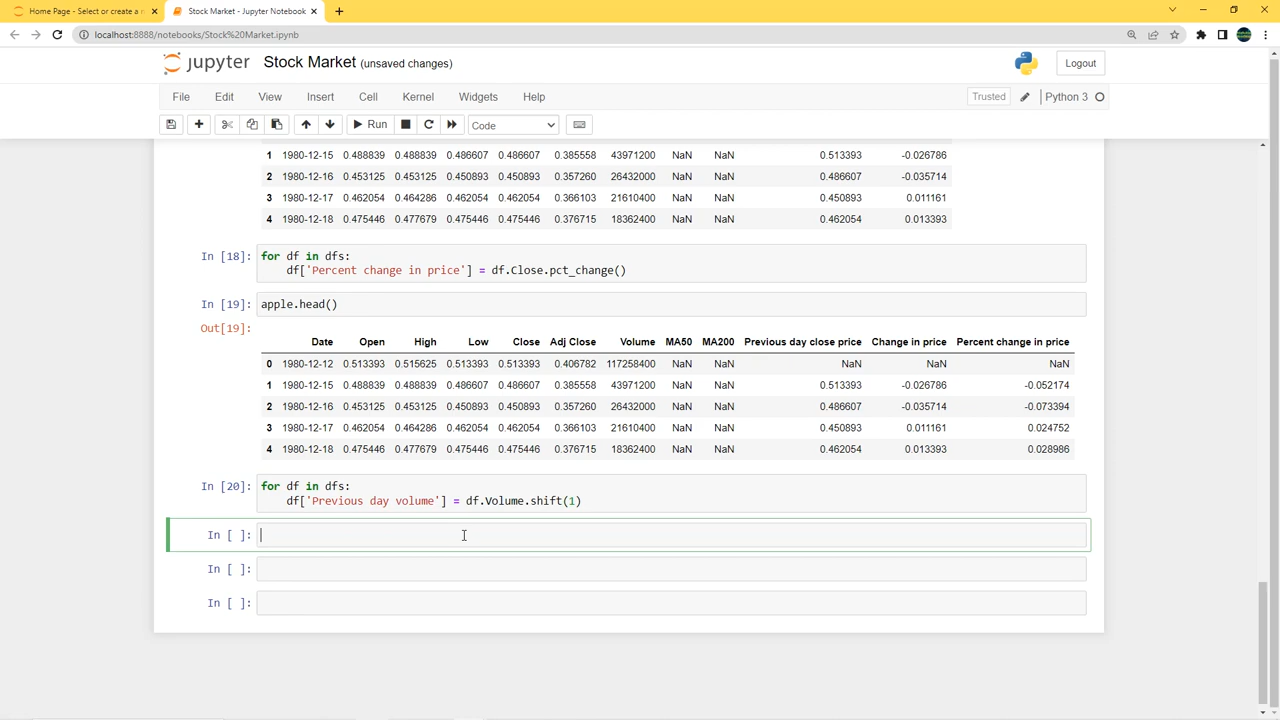 Home Page - Select or create a n
Stock Market - Jupyter Notebook
localhost:8888/notebooks/Stock%20Market.ipynb
jupyter Stock Market (unsaved changes) Logout
File Edit View Insert Cell Kernel Widgets Help Trusted Python 3
Run Code
1 1980-12-15 0.488839 0.488839 0.486607 0.486607 0.385558 43971200 NaN NaN 0.513393 -0.026786
2 1980-12-16 0.453125 0.453125 0.450893 0.450893 0.357260 26432000 NaN NaN 0.486607 -0.035714
3 1980-12-17 0.462054 0.464286 0.462054 0.462054 0.366103 21610400 NaN NaN 0.450893 0.011161
4 1980-12-18 0.475446 0.477679 0.475446 0.475446 0.376715 18362400 NaN NaN 0.462054 0.013393
In [18]: for df in dfs:
df['Percent change in price'] = df.Close.pct_change()
In [19]: apple.head()
Out[19]:
Date Open High Low Close Adj Close Volume MA50 MA200 Previous day close price Change in price Percent change in price
0 1980-12-12 0.513393 0.515625 0.513393 0.513393 0.406782 117258400 NaN NaN NaN NaN NaN
1 1980-12-15 0.488839 0.488839 0.486607 0.486607 0.385558 43971200 NaN NaN 0.513393 -0.026786 -0.052174
2 1980-12-16 0.453125 0.453125 0.450893 0.450893 0.357260 26432000 NaN NaN 0.486607 -0.035714 -0.073394
3 1980-12-17 0.462054 0.464286 0.462054 0.462054 0.366103 21610400 NaN NaN 0.450893 0.011161 0.024752
4 1980-12-18 0.475446 0.477679 0.475446 0.475446 0.376715 18362400 NaN NaN 0.462054 0.013393 0.028986
In [20]: for df in dfs:
df['Previous day volume'] = df.Volume.shift(1)
In [ ]:
In [ ]:
In [ ]: